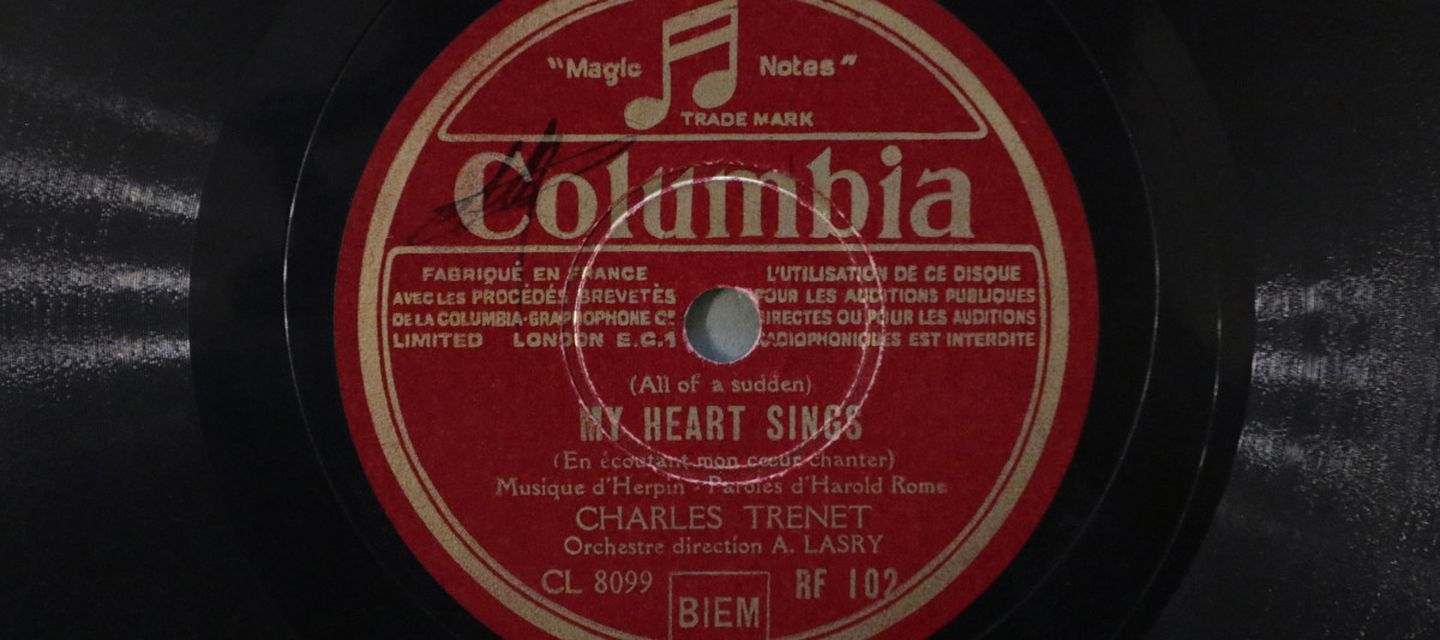 "Magic Notes"
TRADE MARK
Columbia
FABRIQUÉ EN FRANCE
AVEC LES PROCÉDÉS BREVETÉS
DE LA COLUMBIA-GRAPHOPHONE Cº
LIMITED LONDON E.C.1
L'UTILISATION DE CE DISQUE
POUR LES AUDITIONS PUBLIQUES
DIRECTES OU POUR LES AUDITIONS
RADIOPHONIQUES EST INTERDITE
(All of a sudden)
MY HEART SINGS
(En écoutant mon cœur chanter)
Musique d'Herpin - Paroles d'Harold Rome
CHARLES TRENET
Orchestre direction A. LASRY
CL 8099 BIEM RF 102